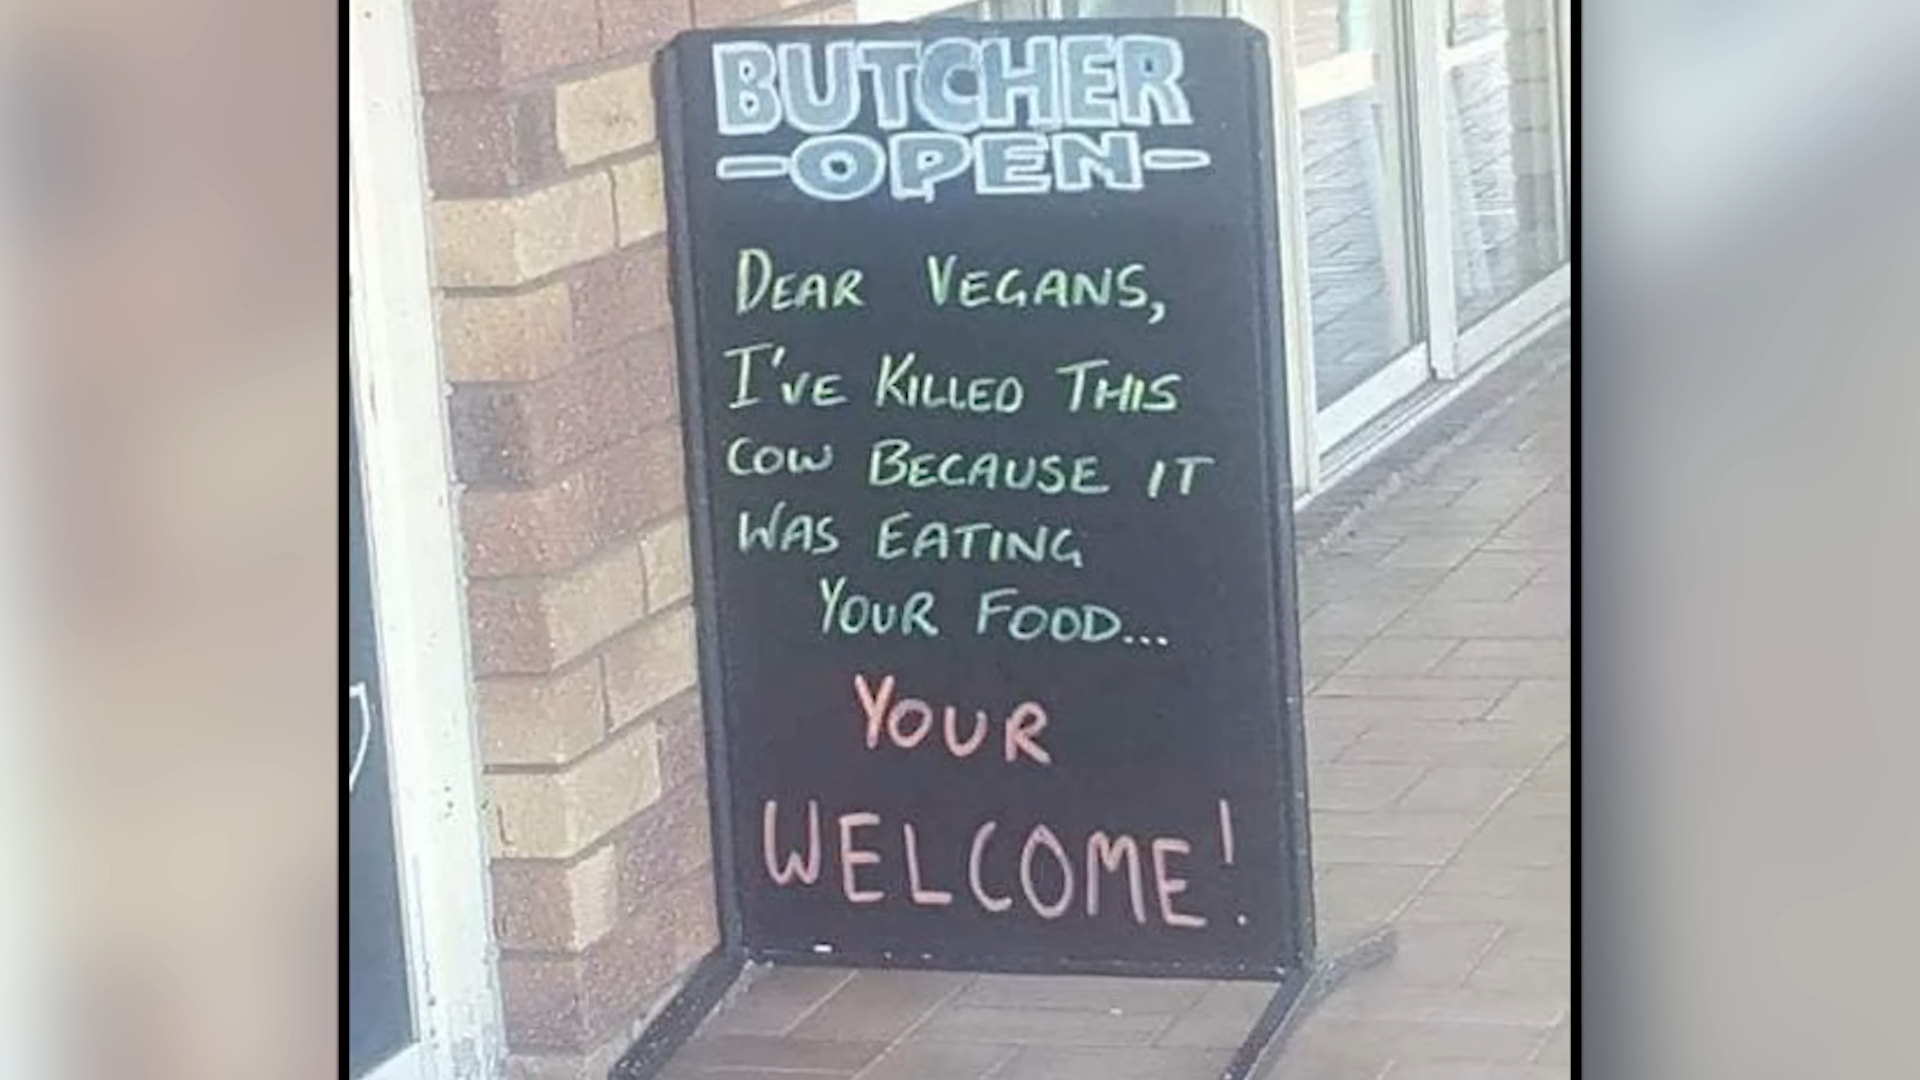 BUTCHER
-OPEN-
DEAR VEGANS,
I'VE KILLED THIS
COW BECAUSE IT
WAS EATING
YOUR FOOD...
YOUR
WELCOME!